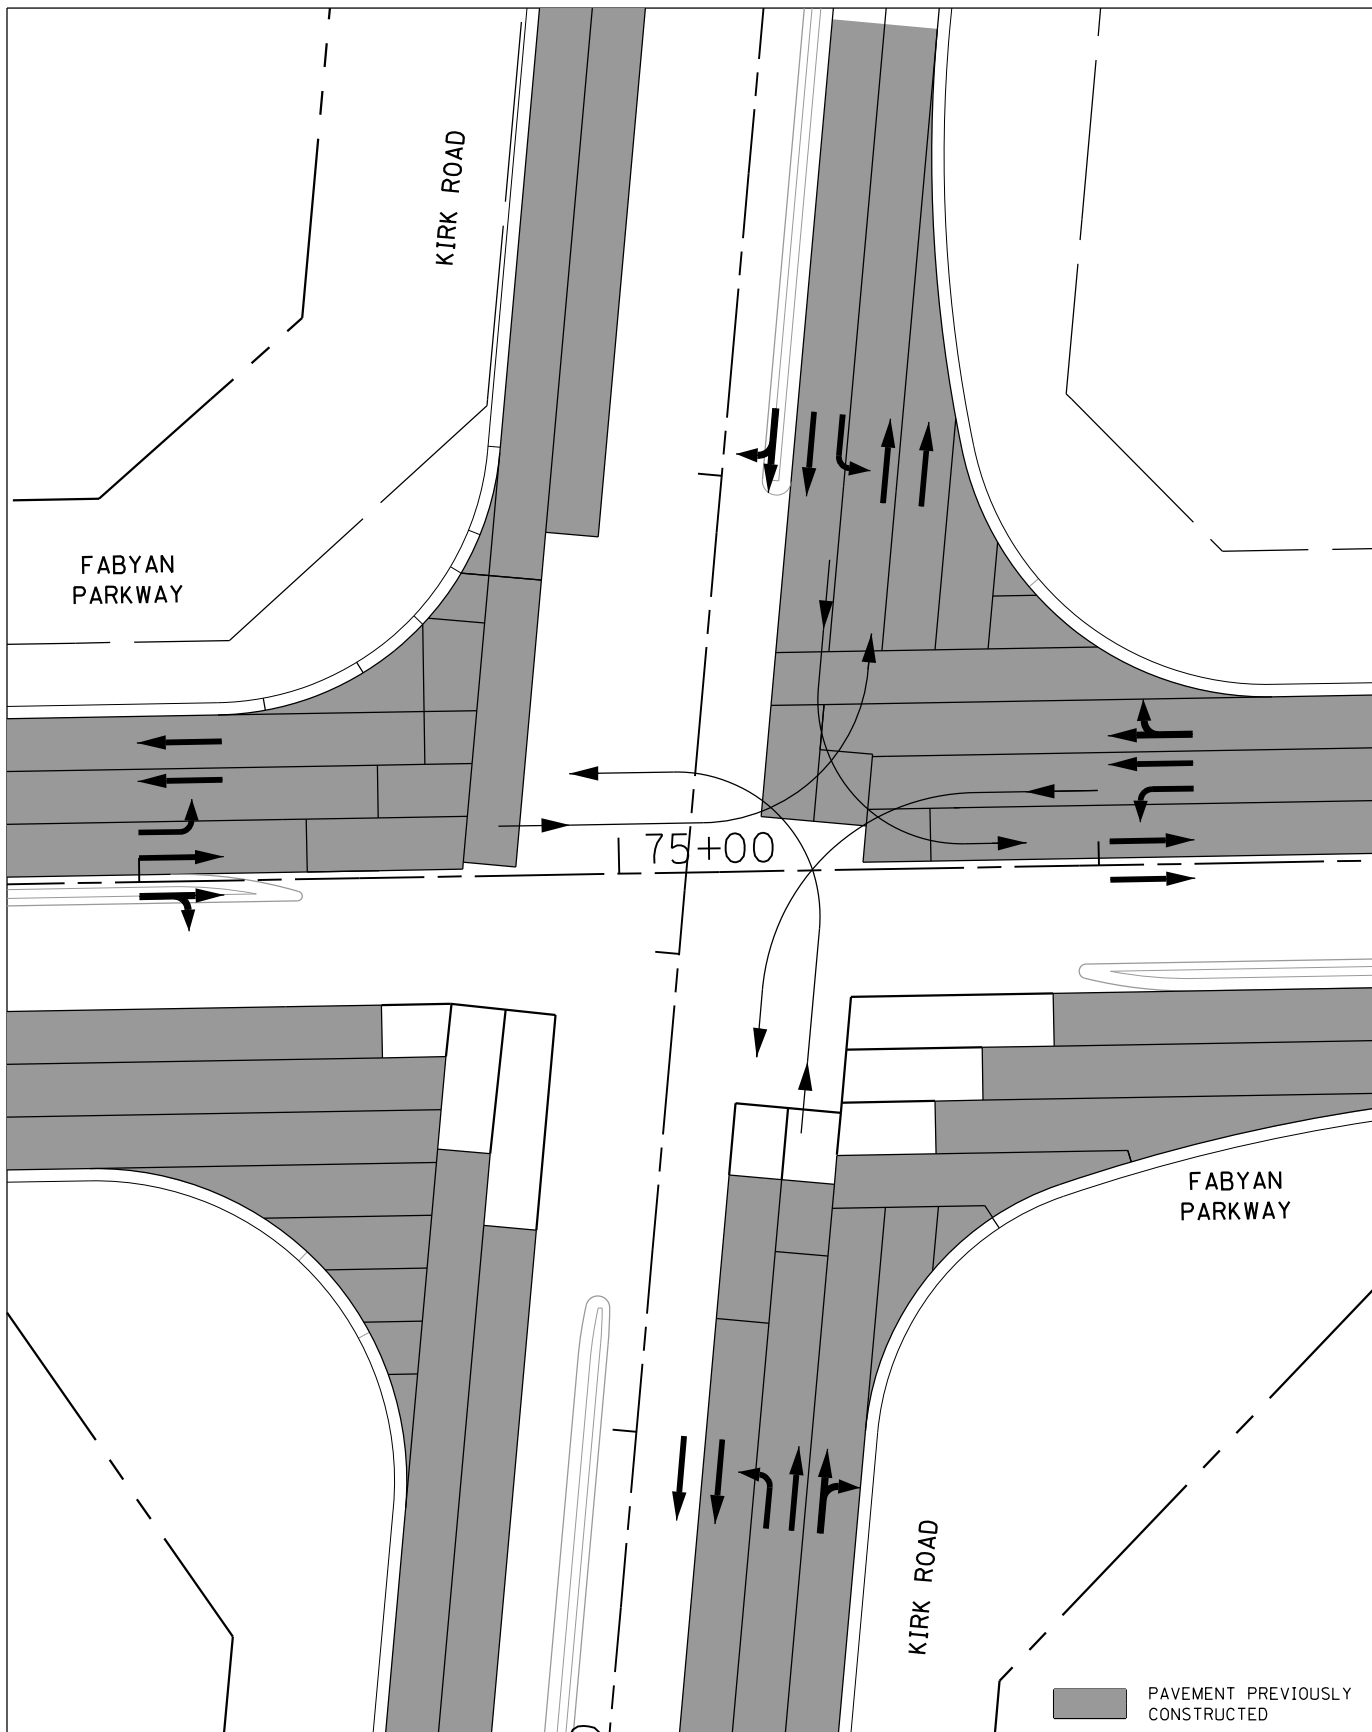 KIRK ROAD
FABYAN
PARKWAY
75+00
FABYAN
PARKWAY
KIRK ROAD
PAVEMENT PREVIOUSLY
CONSTRUCTED